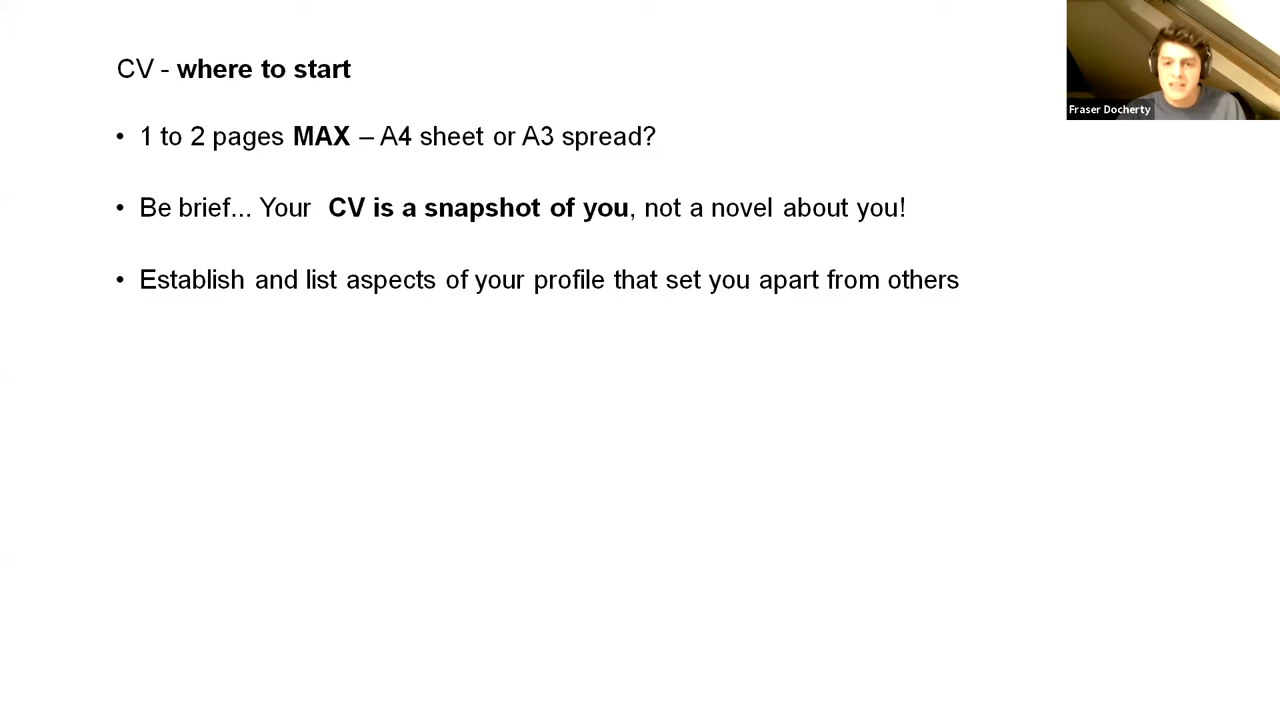 CV - where to start
• 1 to 2 pages MAX – A4 sheet or A3 spread?
• Be brief... Your CV is a snapshot of you, not a novel about you!
• Establish and list aspects of your profile that set you apart from others
Fraser Docherty